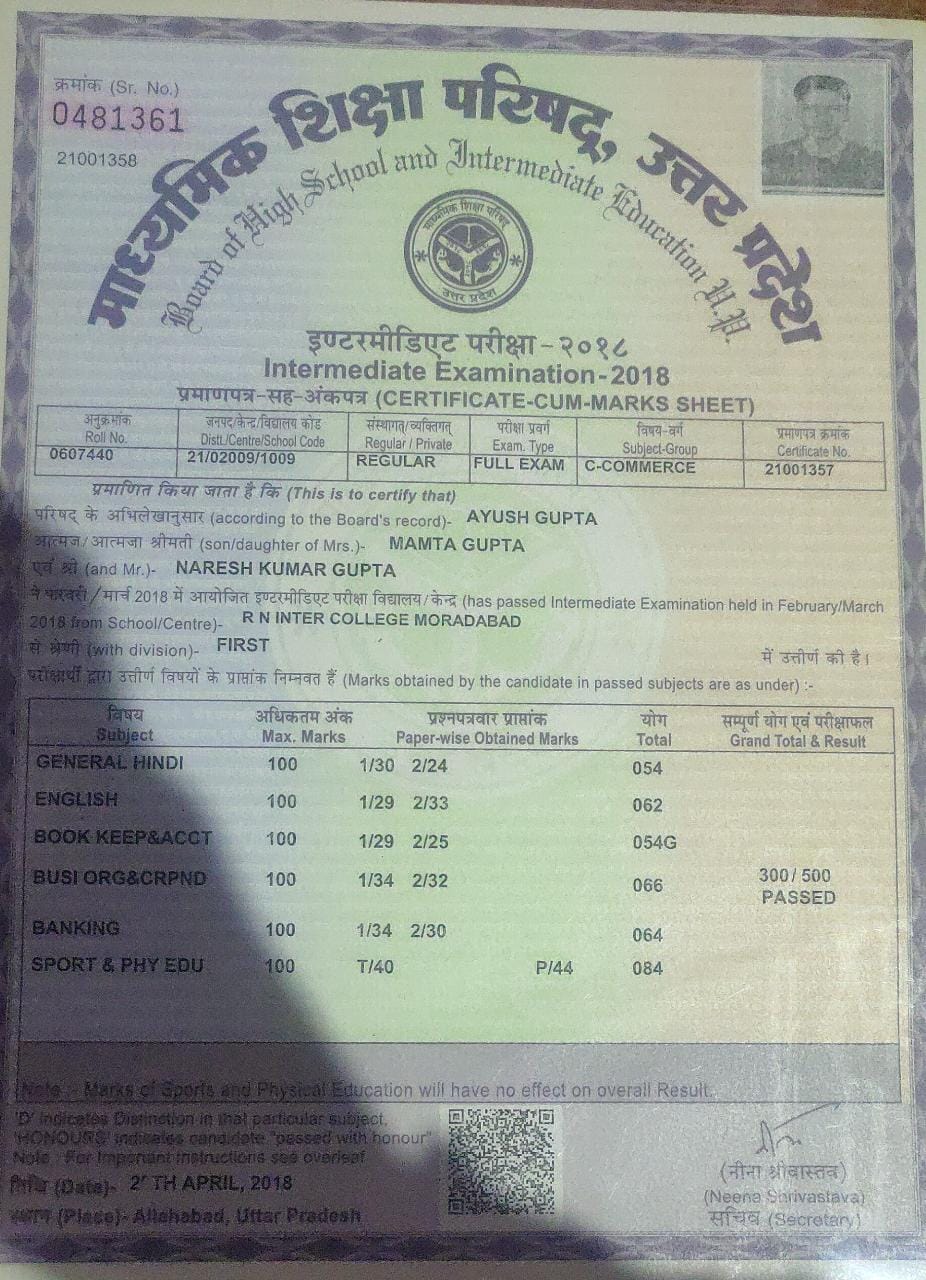 क्रमांक (Sr. No.)
0481361
21001358
माध्यमिक शिक्षा परिषद्, उत्तर प्रदेश
Board of High School and Intermediate Education U.P.
माध्यमिक शिक्षा परिषद्
उत्तर प्रदेश
इण्टरमीडिएट परीक्षा - २०१८
Intermediate Examination-2018
प्रमाणपत्र-सह-अंकपत्र (CERTIFICATE-CUM-MARKS SHEET)
अनुक्रमांक जनपद/केन्द्र/विद्यालय कोड संस्थागत्/व्यक्तिगत् परीक्षा प्रवर्ग विषय-वर्ग प्रमाणपत्र क्रमांक
Roll No. Distt./Centre/School Code Regular / Private Exam. Type Subject-Group Certificate No.
0607440 21/02009/1009 REGULAR FULL EXAM C-COMMERCE 21001357
प्रमाणित किया जाता है कि (This is to certify that)
परिषद के अभिलेखानुसार (according to the Board's record)- AYUSH GUPTA
आत्मज/आत्मजा श्रीमती (son/daughter of Mrs.)- MAMTA GUPTA
एवं श्री (and Mr.)- NARESH KUMAR GUPTA
ने फरवरी/मार्च 2018 में आयोजित इण्टरमीडिएट परीक्षा विद्यालय/केन्द्र (has passed Intermediate Examination held in February/March
2018 from School/Centre)- R N INTER COLLEGE MORADABAD
से श्रेणी (with division)- FIRST में उत्तीर्ण की है।
परीक्षार्थी द्वारा उत्तीर्ण विषयों के प्राप्तांक निम्नवत हैं (Marks obtained by the candidate in passed subjects are as under) :-
विषय अधिकतम अंक प्रश्नपत्रवार प्राप्तांक योग सम्पूर्ण योग एवं परीक्षाफल
Subject Max. Marks Paper-wise Obtained Marks Total Grand Total & Result
GENERAL HINDI 100 1/30 2/24 054
ENGLISH 100 1/29 2/33 062
BOOK KEEP&ACCT 100 1/29 2/25 054G
BUSI ORG&CRPND 100 1/34 2/32 066 300/ 500
PASSED
BANKING 100 1/34 2/30 064
SPORT & PHY EDU 100 T/40 P/44 084
Note :- Marks of Sports and Physical Education will have no effect on overall Result.
'D' indicates Distinction in that particular subject,
'HONOURS' indicates candidate "passed with honour"
Note : For Important instructions see overleaf
तिथि (Date)- TH APRIL, 2018
स्थान (Place)- Allahabad, Uttar Pradesh
(नीना श्रीवास्तव)
(Neena Shrivastava)
सचिव (Secretary)